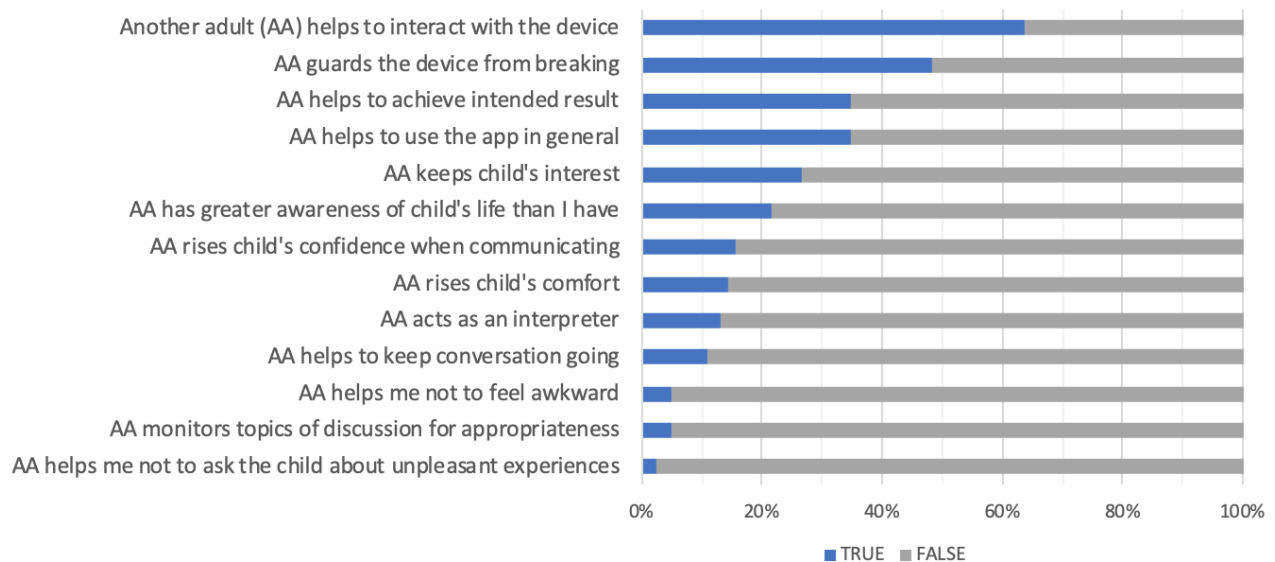 Another adult (AA) helps to interact with the device
AA guards the device from breaking
AA helps to achieve intended result
AA helps to use the app in general
AA keeps child's interest
AA has greater awareness of child's life than I have
AA rises child's confidence when communicating
AA rises child's comfort
AA acts as an interpreter
AA helps to keep conversation going
AA helps me not to feel awkward
AA monitors topics of discussion for appropriateness
AA helps me not to ask the child about unpleasant experiences
0% 20% 40% 60% 80% 100%
TRUE FALSE